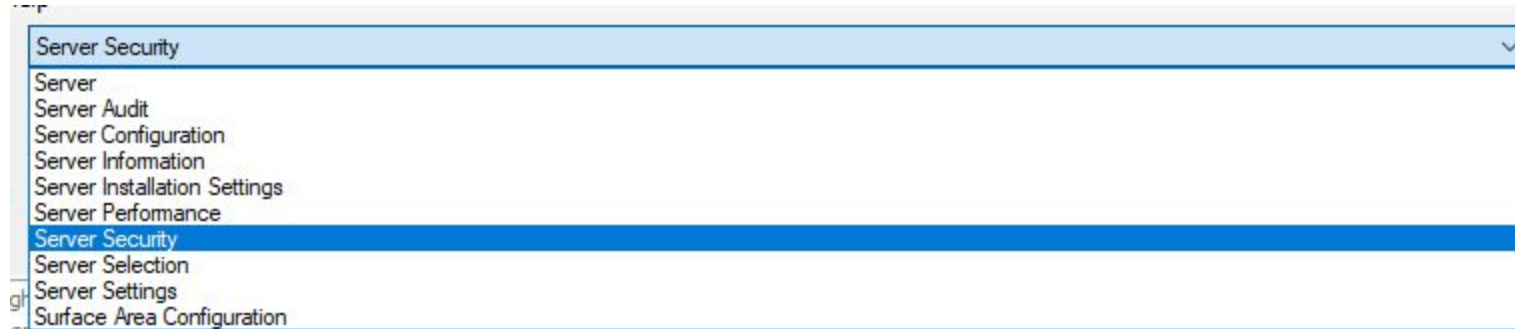 Server Security
Server
Server Audit
Server Configuration
Server Information
Server Installation Settings
Server Performance
Server Security
Server Selection
Server Settings
Surface Area Configuration